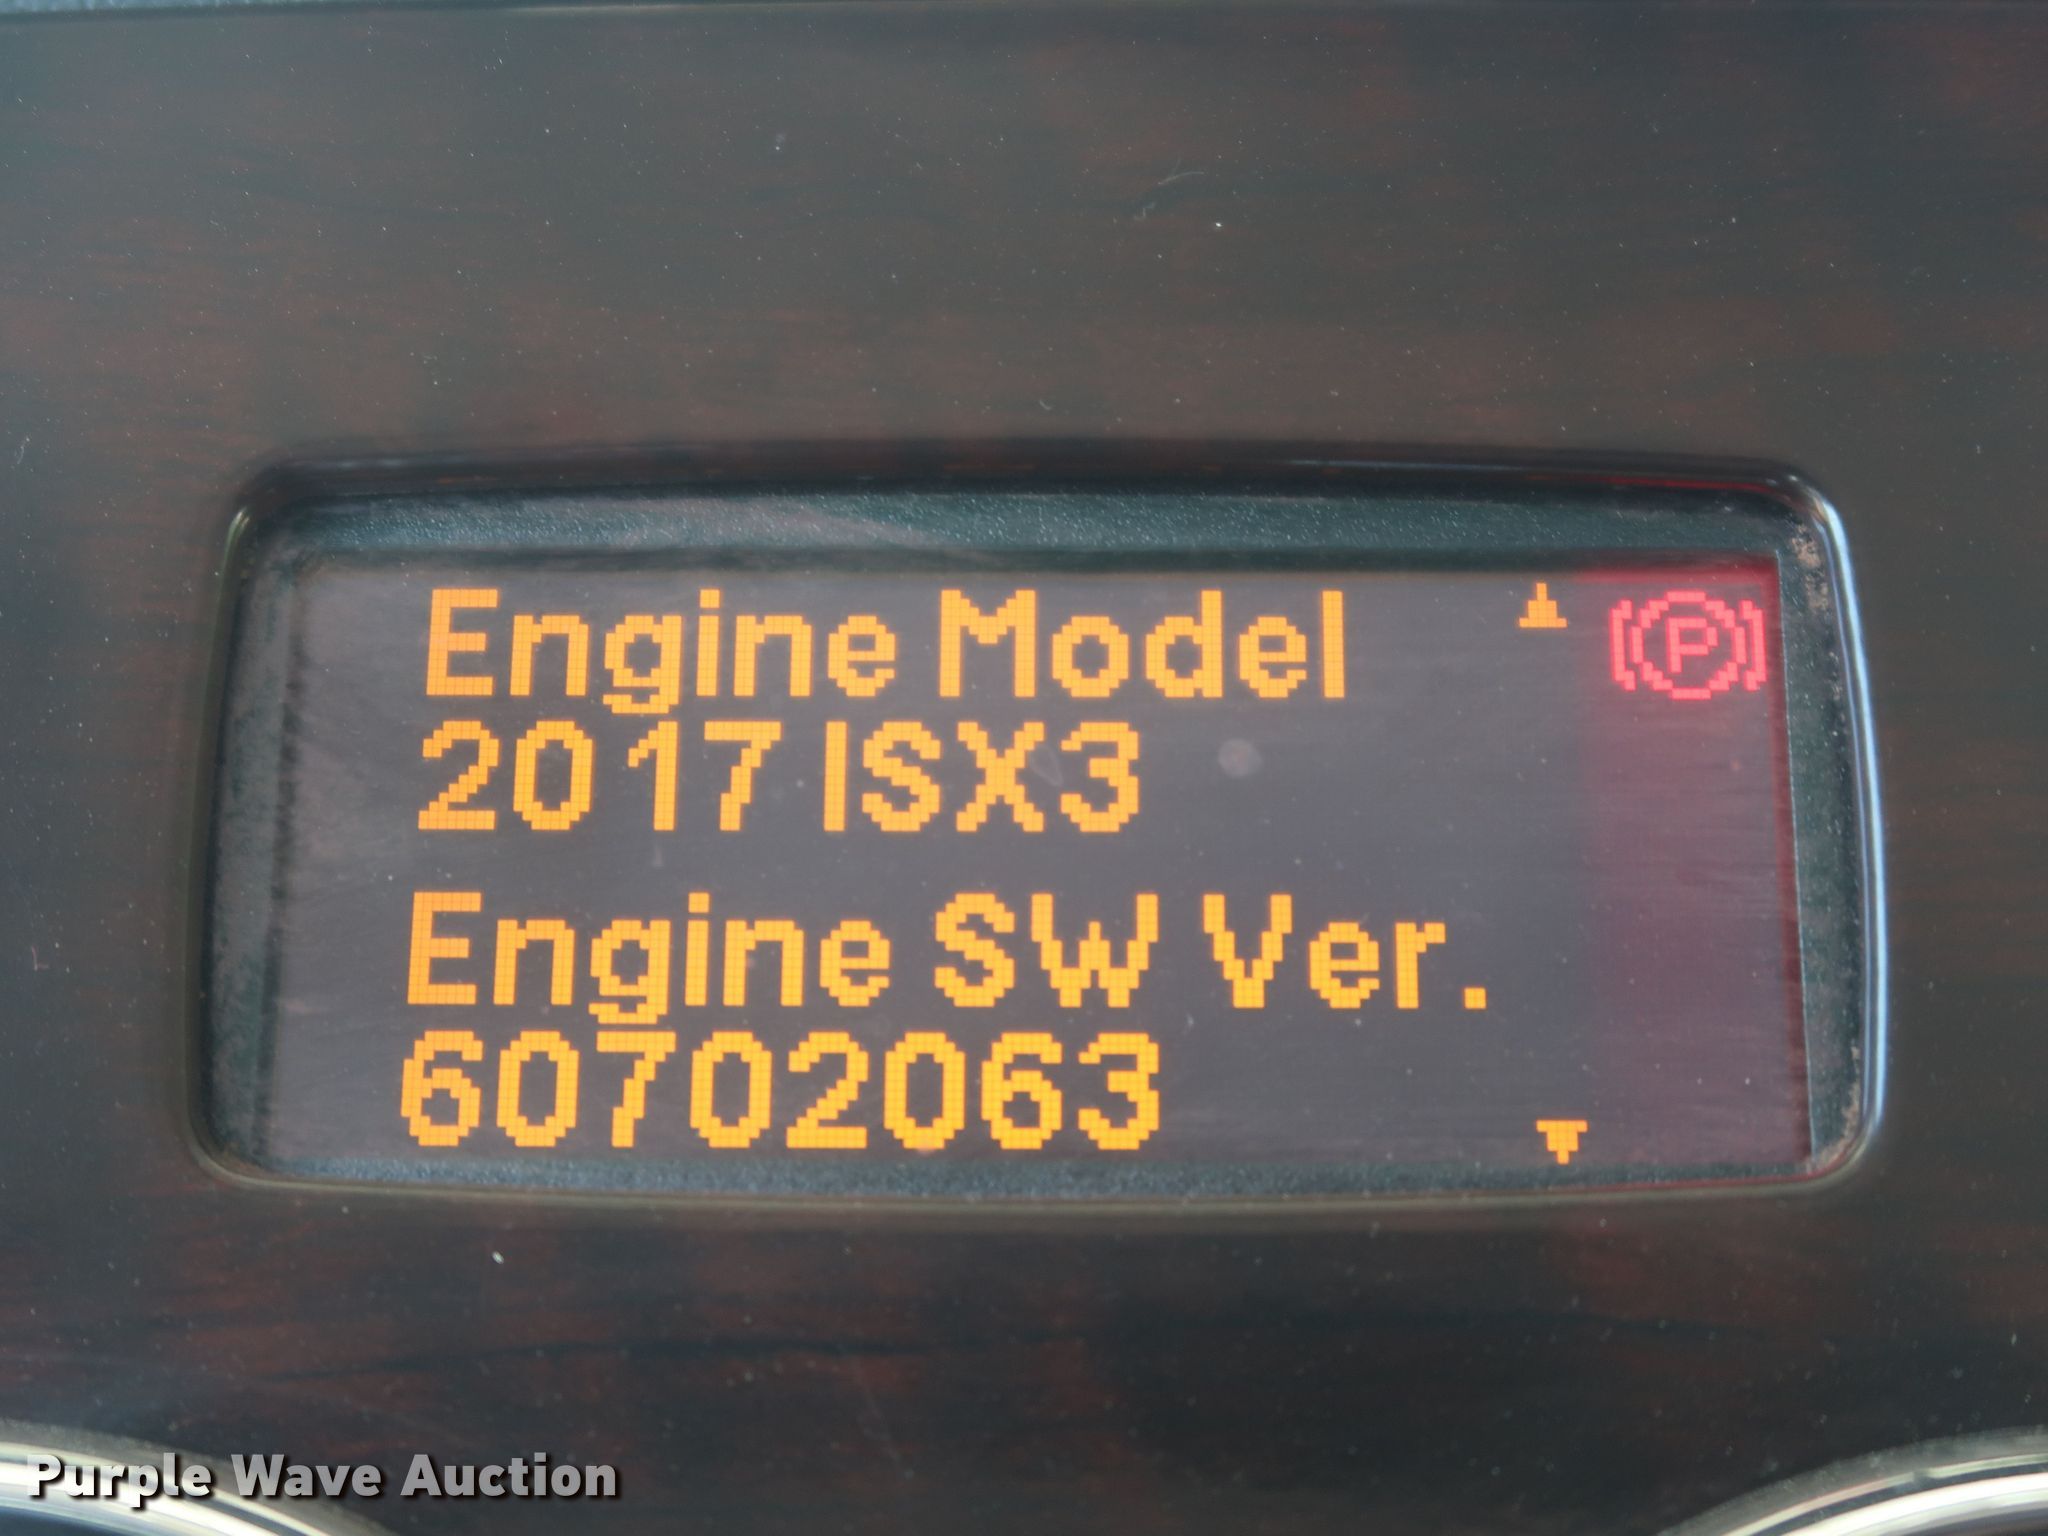 Engine Model
2017 ISX3
Engine SW Ver.
60702063
P
Purple Wave Auction